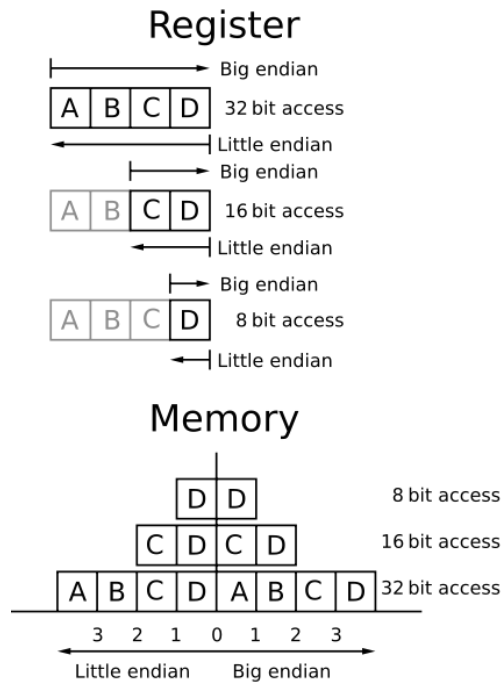 Register
Big endian
A B C D 32 bit access
Little endian
Big endian
A B C D 16 bit access
Little endian
Big endian
A B C D 8 bit access
Little endian
Memory
D D 8 bit access
C D C D 16 bit access
A B C D A B C D 32 bit access
3 2 1 0 1 2 3
Little endian Big endian